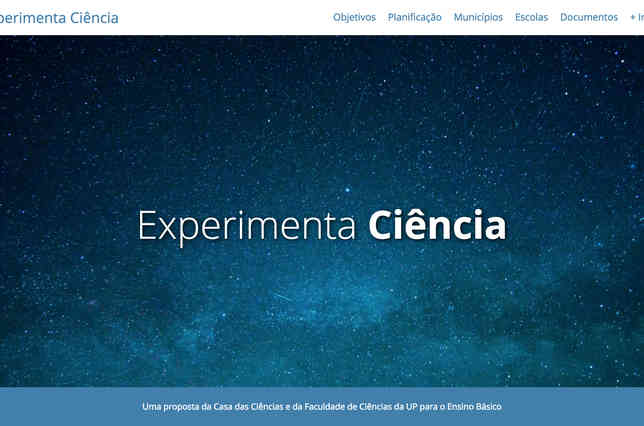 perimenta Ciência
Objetivos Planificação Municípios Escolas Documentos +
Experimenta Ciência
Uma proposta da Casa das Ciências e da Faculdade de Ciências da UP para o Ensino Básico